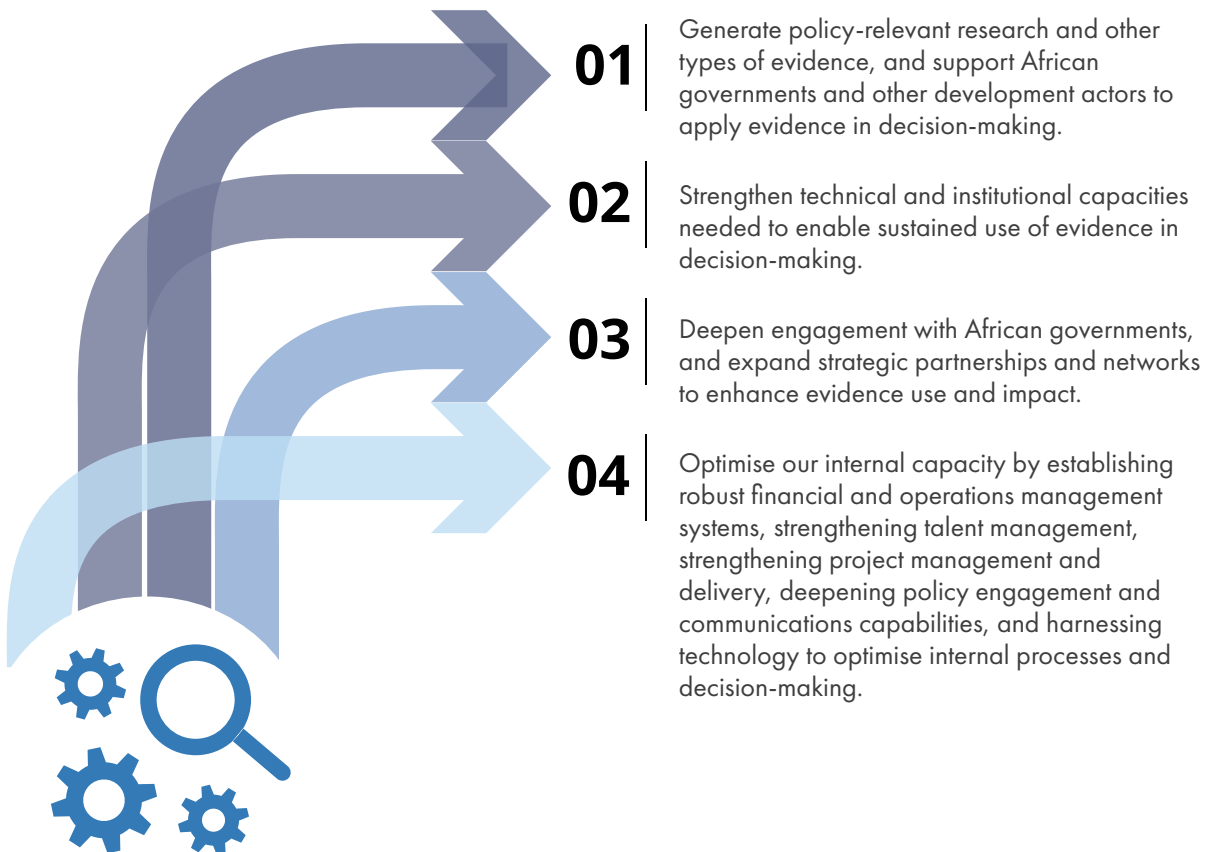 01
Generate policy-relevant research and other
types of evidence, and support African
governments and other development actors to
apply evidence in decision-making.
02
Strengthen technical and institutional capacities
needed to enable sustained use of evidence in
decision-making.
03
Deepen engagement with African governments,
and expand strategic partnerships and networks
to enhance evidence use and impact.
04
Optimise our internal capacity by establishing
robust financial and operations management
systems, strengthening talent management,
strengthening project management and
delivery, deepening policy engagement and
communications capabilities, and harnessing
technology to optimise internal processes and
decision-making.